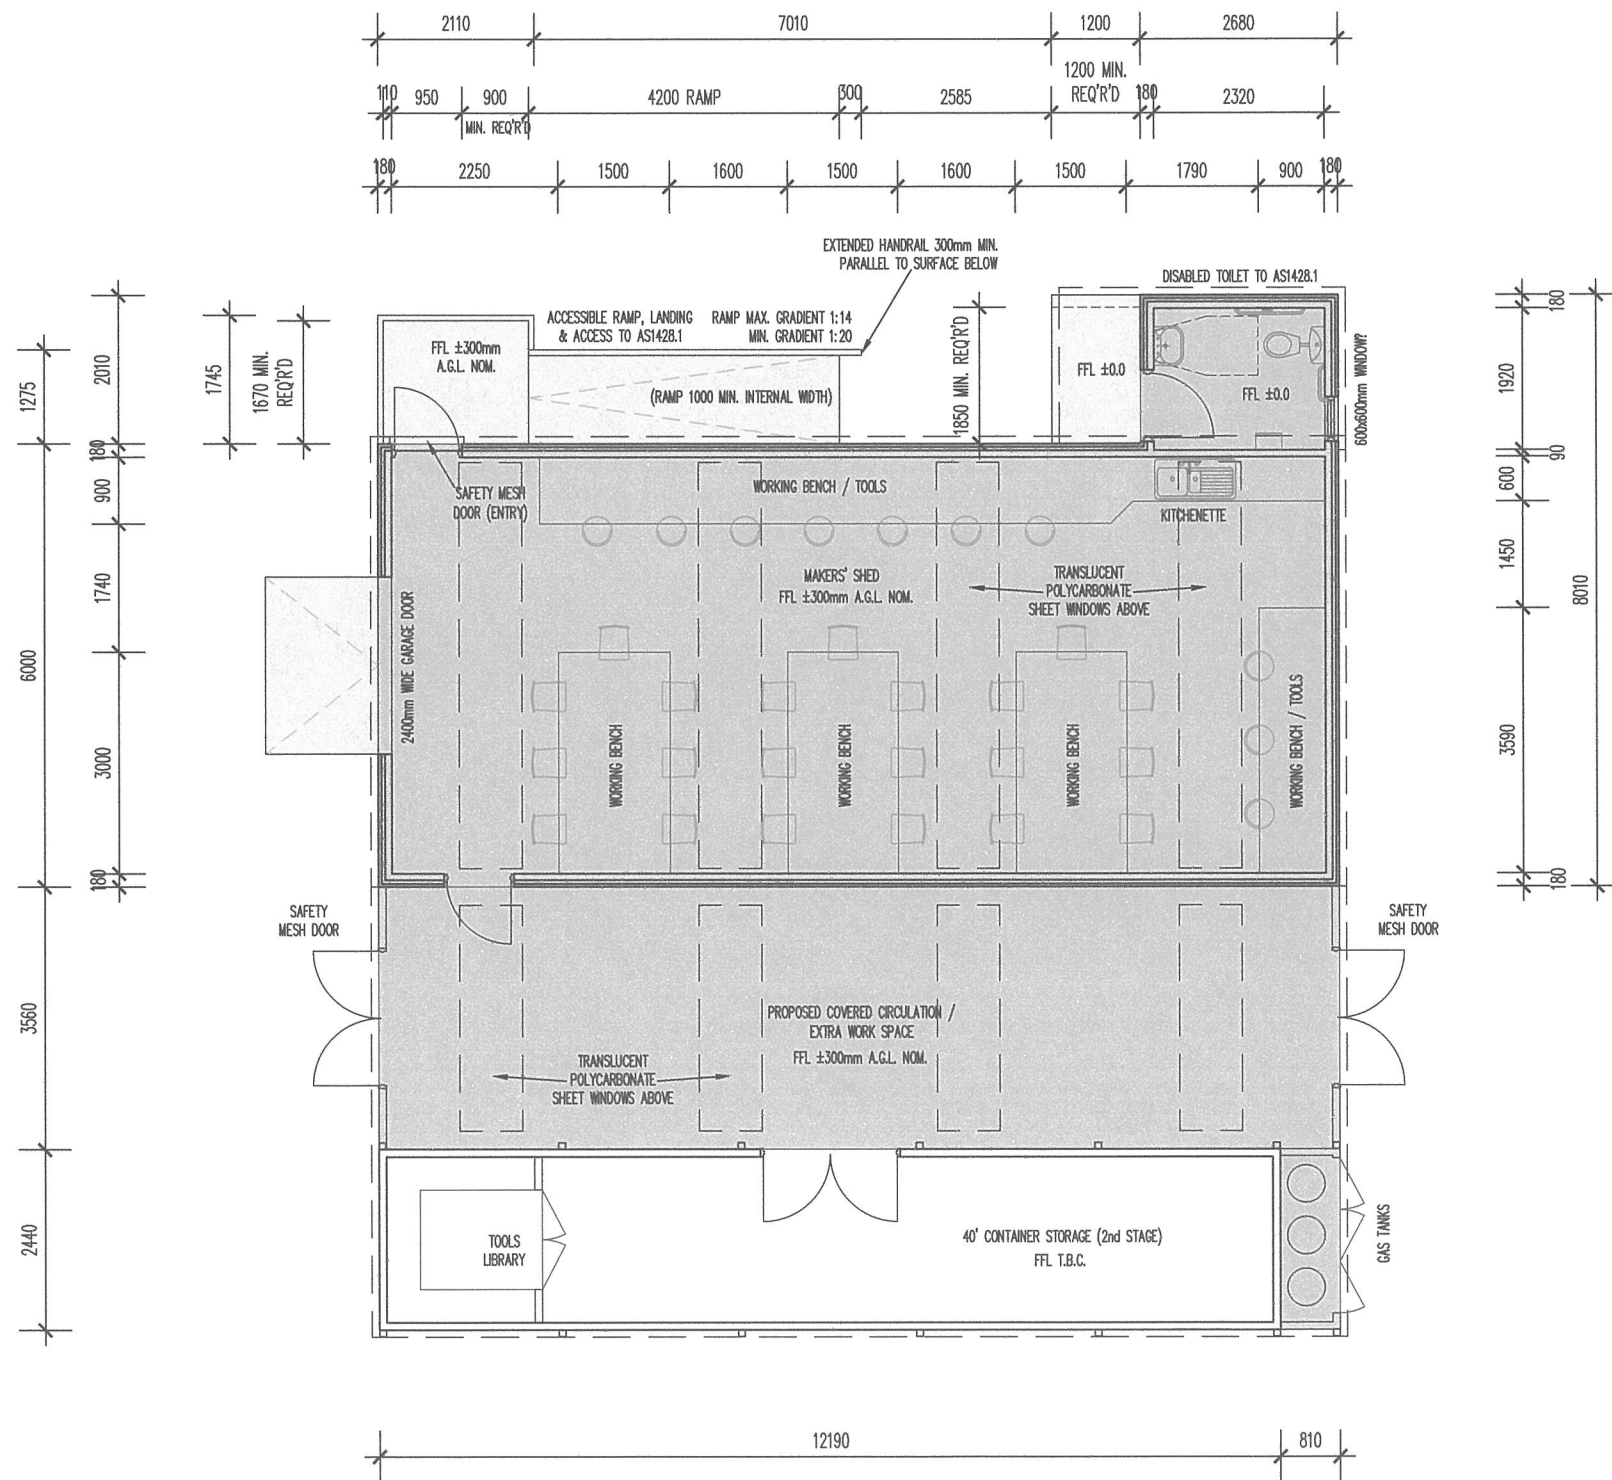 2110
7010
1200
2680
1200 MIN.
REQ'R'D
110
950
900
4200 RAMP
300
2585
180
2320
MIN. REQ'R'D
180
2250
1500
1600
1500
1600
1500
1790
900
180
EXTENDED HANDRAIL 300mm MIN.
PARALLEL TO SURFACE BELOW
DISABLED TOILET TO AS1428.1
ACCESSIBLE RAMP, LANDING
& ACCESS TO AS1428.1
RAMP MAX. GRADIENT 1:14
MIN. GRADIENT 1:20
FFL ±300mm
A.G.L. NOM.
(RAMP 1000 MIN. INTERNAL WIDTH)
1850 MIN. REQ'R'D
FFL ±0.0
FFL ±0.0
600x600mm WINDOW?
1275
2010
1745
1670 MIN.
REQ'R'D
180
900
1740
6000
3000
180
3560
2440
180
1920
90
600
1450
8010
3590
180
SAFETY MESH
DOOR (ENTRY)
WORKING BENCH / TOOLS
KITCHENETTE
MAKERS' SHED
FFL ±300mm A.G.L. NOM.
TRANSLUCENT
POLYCARBONATE
SHEET WINDOWS ABOVE
2400mm WIDE GARAGE DOOR
WORKING BENCH
WORKING BENCH
WORKING BENCH
WORKING BENCH / TOOLS
SAFETY
MESH DOOR
SAFETY
MESH DOOR
PROPOSED COVERED CIRCULATION /
EXTRA WORK SPACE
FFL ±300mm A.G.L. NOM.
TRANSLUCENT
POLYCARBONATE
SHEET WINDOWS ABOVE
TOOLS
LIBRARY
40' CONTAINER STORAGE (2nd STAGE)
FFL T.B.C.
GAS TANKS
12190
810